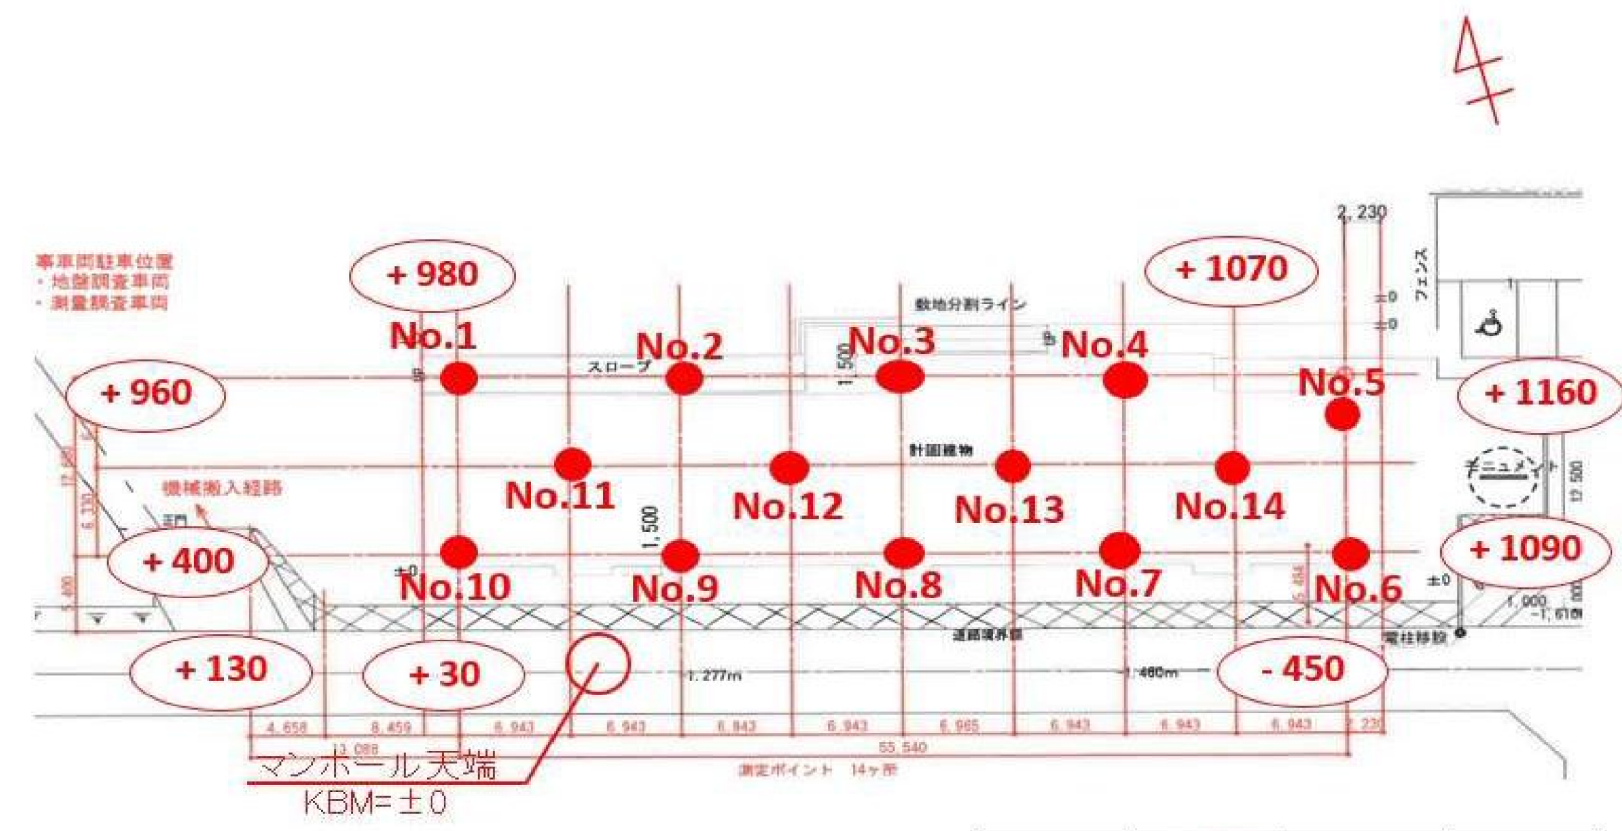 2,230
フェンス
事車両駐車位置
・地盤調査車両
・測量調査車両
+ 980
+ 1070
敷地分割ライン
±0
±0
No.1
No.2
No.3
No.4
No.5
スロープ
1,500
+ 960
+ 1160
計画建物
No.11
No.12
No.13
No.14
機械搬入経路
正門
1,500
6,330
12,500
+ 400
+ 1090
±0
No.10
No.9
No.8
No.7
No.6
±0
1,000
道路境界線
電柱移設
+ 130
+ 30
-1.277m
-1.460m
- 450
4.658
8.459
6.943
6.943
6.943
6.943
6.965
6.943
6.943
6.943
2.230
13 088
55.540
マンホール天端
KBM=±0
測定ポイント 14ヶ所